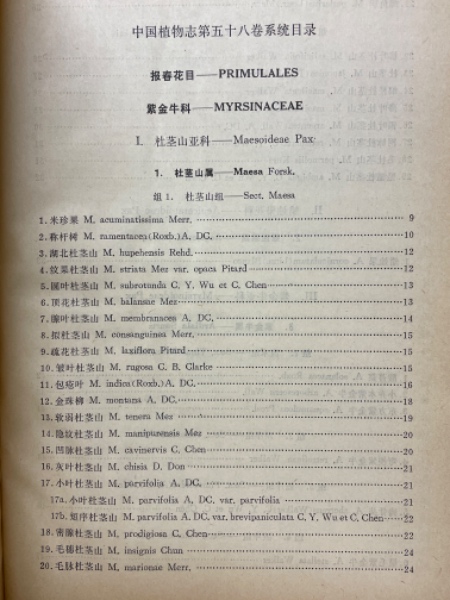 中国植物志第五十八卷系统目录
报春花目——PRIMULALES
紫金牛科——MYRSINACEAE
I. 杜茎山亚科——Maesoideae Pax
1. 杜茎山属——Maesa Forsk.
组 1. 杜茎山组——Sect. Maesa
1. 米珍果 M. acuminatissima Merr. 9
2. 称杆树 M. ramentacea (Roxb.) A. DC. 10
3. 湖北杜茎山 M. hupehensis Rehd. 12
4. 纹果杜茎山 M. striata Mez var. opaca Pitard 12
5. 圆叶杜茎山 M. subrotunda C. Y. Wu et C. Chen 13
6. 顶花杜茎山 M. balansae Mez 13
7. 腺叶杜茎山 M. membranacea A. DC. 14
8. 拟杜茎山 M. consanguinea Merr. 15
9. 疏花杜茎山 M. laxiflora Pitard 15
10. 皱叶杜茎山 M. rugosa C. B. Clarke 15
11. 包疮叶 M. indica (Roxb.) A. DC. 16
12. 金珠柳 M. montana A. DC. 18
13. 软弱杜茎山 M. tenera Mez 19
14. 隐纹杜茎山 M. manipurensis Mez 20
15. 凹脉杜茎山 M. cavinervis C. Chen 20
16. 灰叶杜茎山 M. chisia D. Don 21
17. 小叶杜茎山 M. parvifolia A. DC. 21
17a. 小叶杜茎山 M. parvifolia A. DC. var. parvifolia 21
17b. 短序杜茎山 M. parvifolia A. DC. var. brevipaniculata C. Y. Wu et C. Chen 22
18. 密腺杜茎山 M. prodigiosa C. Chen 22
19. 毛穗杜茎山 M. insignis Chun 24
20. 毛脉杜茎山 M. marionae Merr. 24